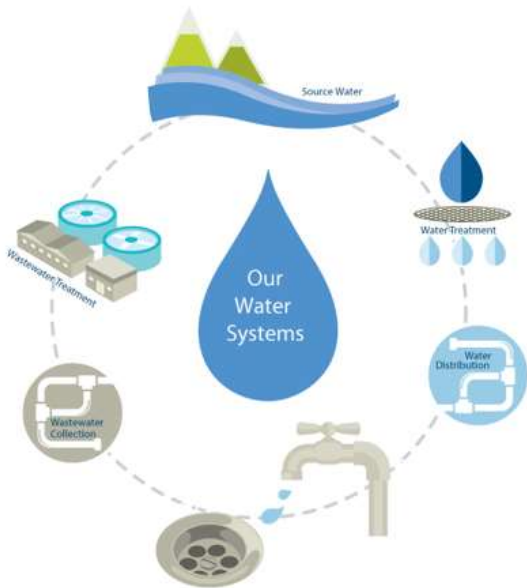 Source Water
Water Treatment
Our
Water
Systems
Wastewater Treatment
Water
Distribution
Wastewater
Collection